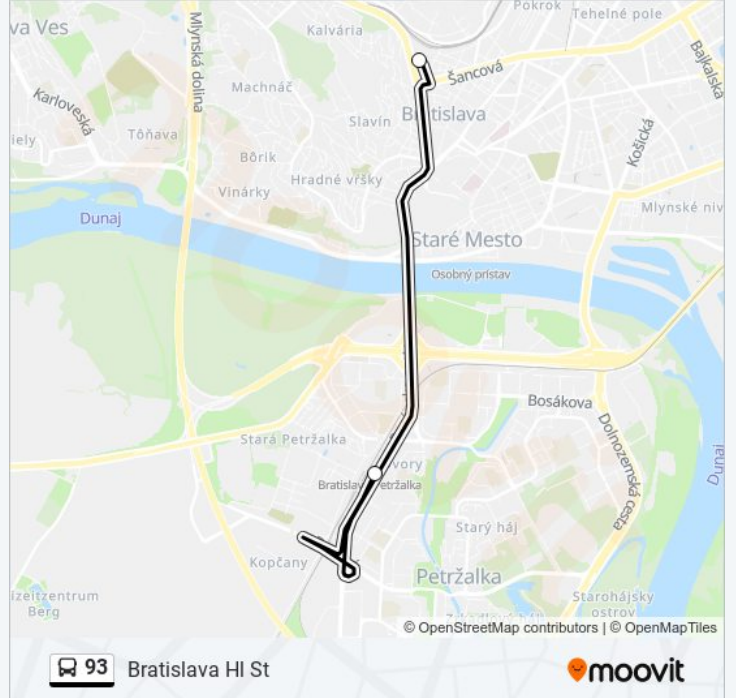 Pokrok
Tehelné pole
va Ves
Kalvária
Mlynská dolina
Bajkalská
Šancová
Machnáč
Karloveská
Slavín
Bratislava
iely
Tôňava
Košická
Bôrik
Hradné vŕšky
Vinárky
Mlynské niv
Dunaj
Staré Mesto
Osobný prístav
Bosákova
Dolnozemská cesta
Stará Petržalka
vory
Dunaj
Bratislava Petržalka
Starý háj
Kopčany
Petržalka
izeitzentrum
Berg
Starohájsky
ostrov
© OpenStreetMap contributors | © OpenMapTiles
93 Bratislava Hl St
moovit